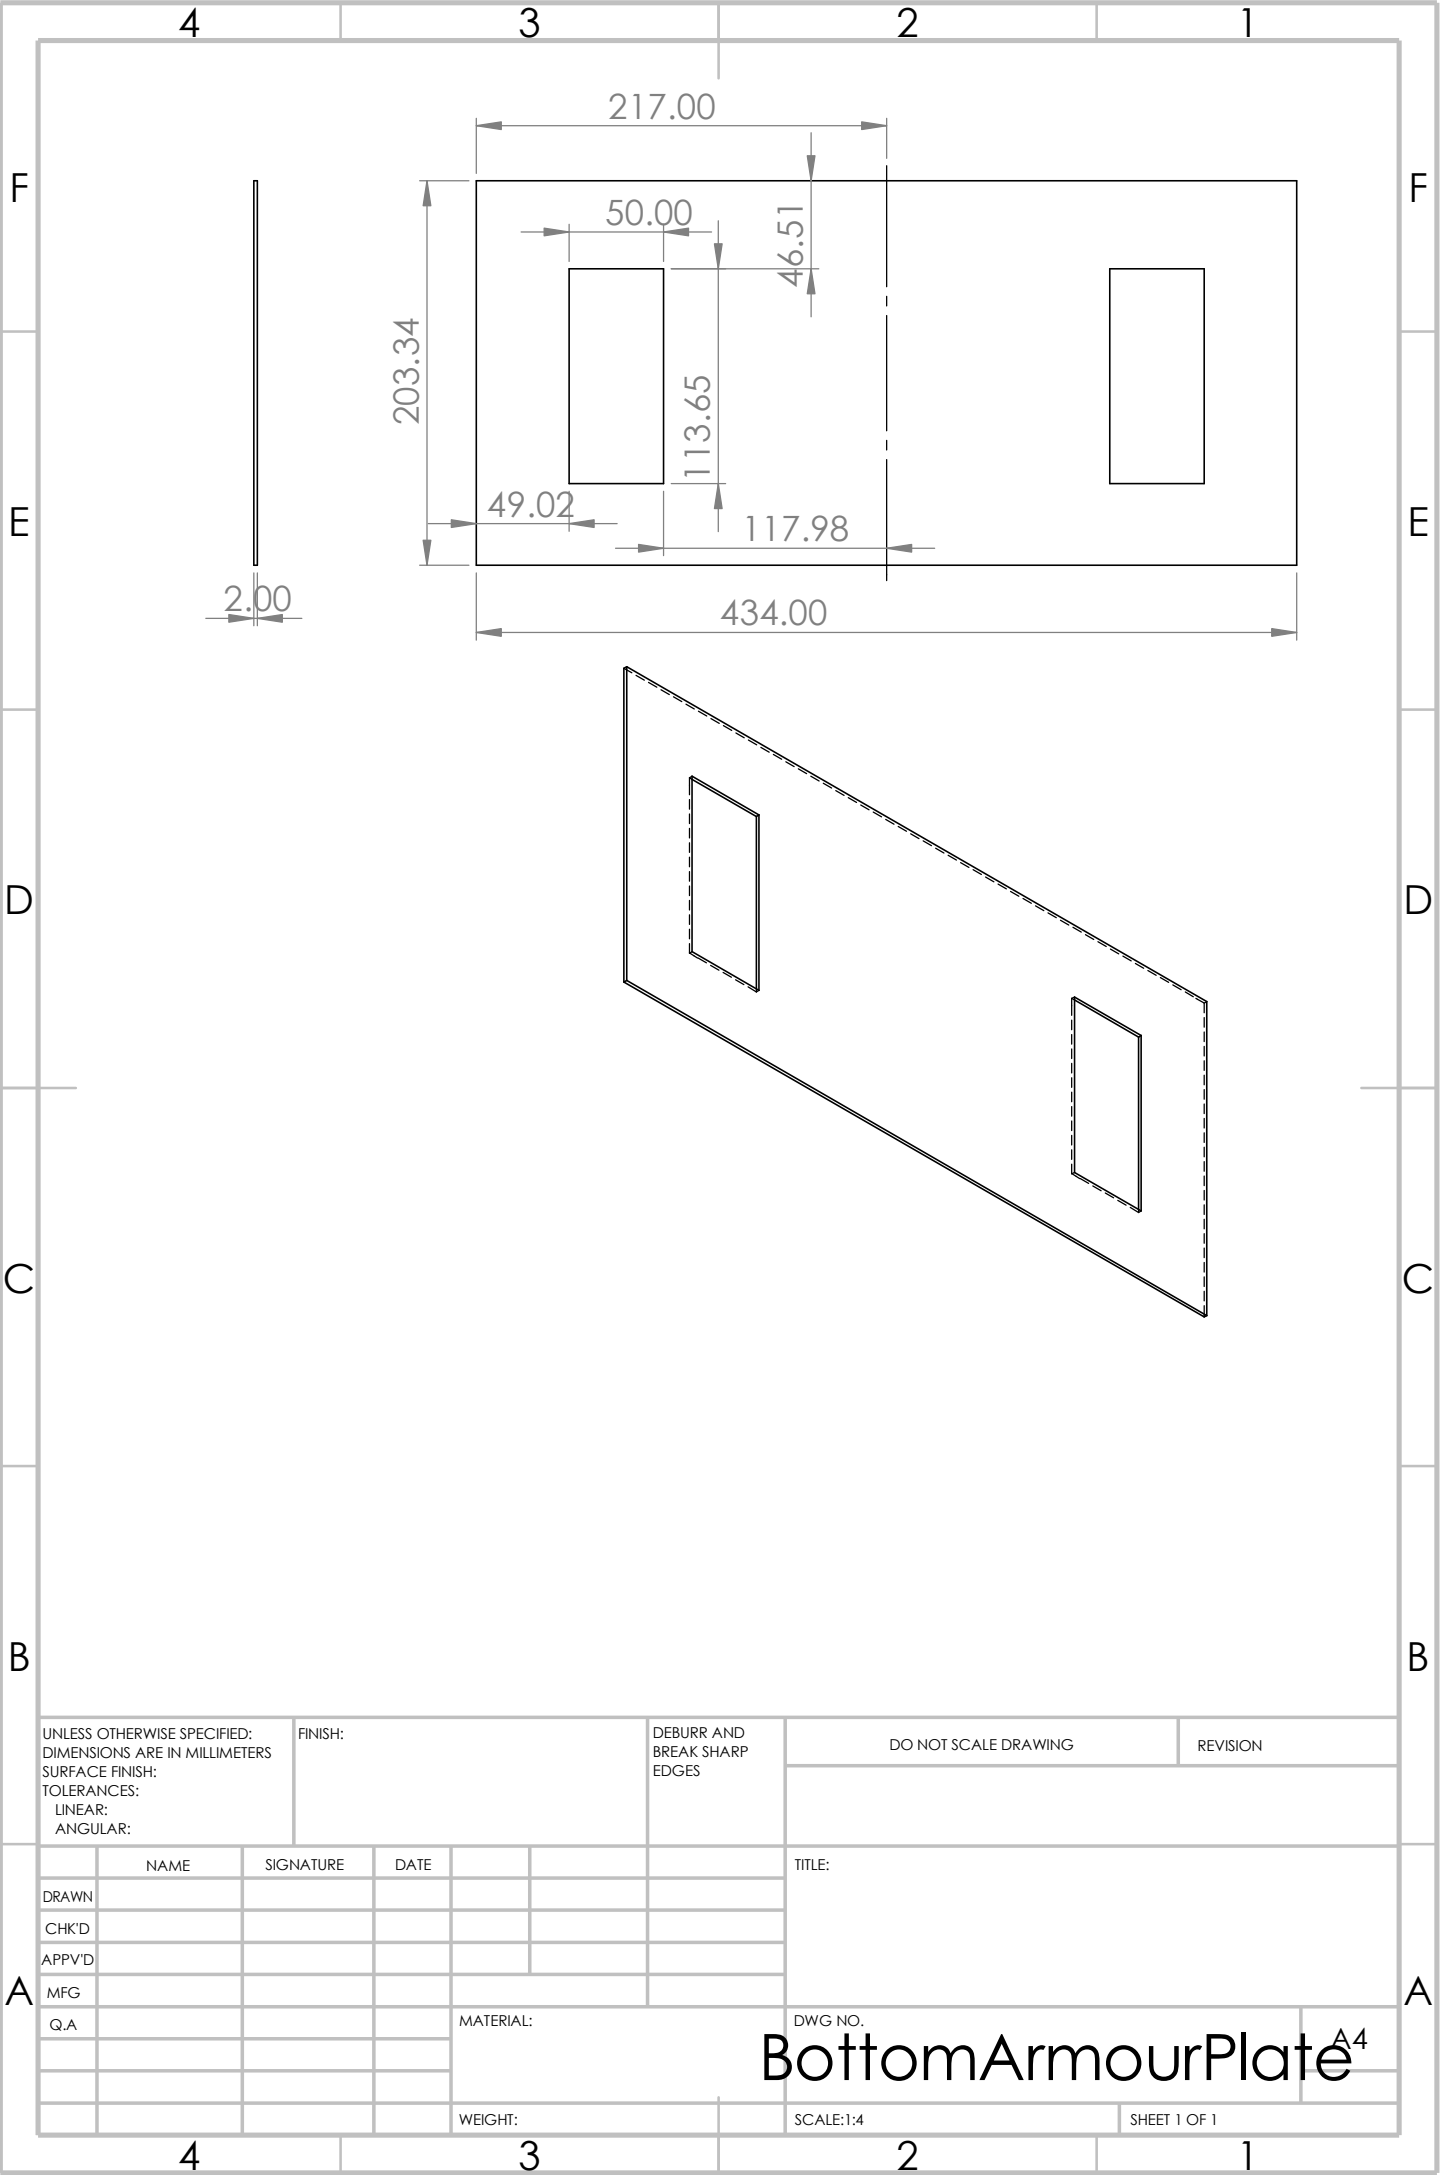 4 3 2 1
217.00
F F
50.00
46.51
203.34
113.65
49.02
E E
117.98
2.00
434.00
D D
C C
B B
UNLESS OTHERWISE SPECIFIED:
DIMENSIONS ARE IN MILLIMETERS
SURFACE FINISH:
TOLERANCES:
LINEAR:
ANGULAR:
FINISH:
DEBURR AND
BREAK SHARP
EDGES
DO NOT SCALE DRAWING
REVISION
NAME SIGNATURE DATE
TITLE:
DRAWN
CHK'D
APPV'D
A A
MFG
Q.A
MATERIAL:
DWG NO.
BottomArmourPlate
A4
WEIGHT:
SCALE:1:4
SHEET 1 OF 1
4 3 2 1